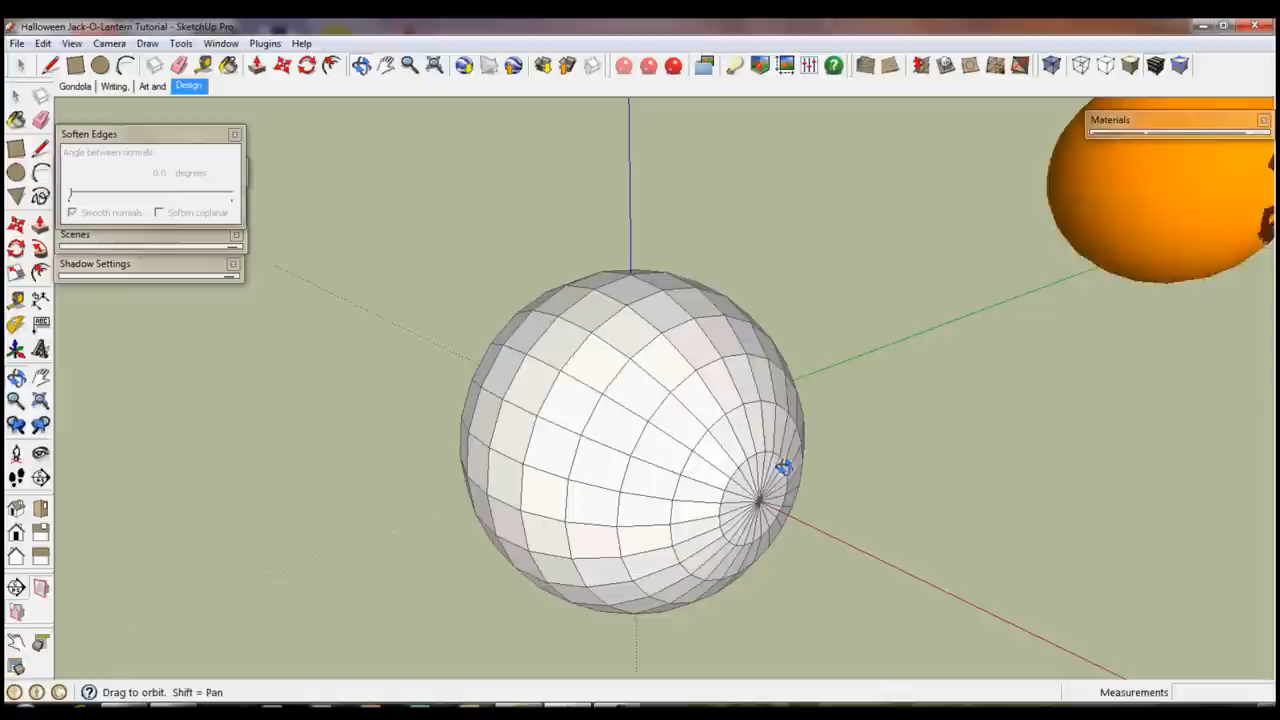 Halloween Jack-O-Lantern Tutorial - SketchUp Pro
File Edit View Camera Draw Tools Window Plugins Help
Gondola Writing, Art and Design
Soften Edges
Materials
Angle between normals:
0.0 degrees
Smooth normals Soften coplanar
Scenes
Shadow Settings
ABC
Drag to orbit. Shift = Pan
Measurements